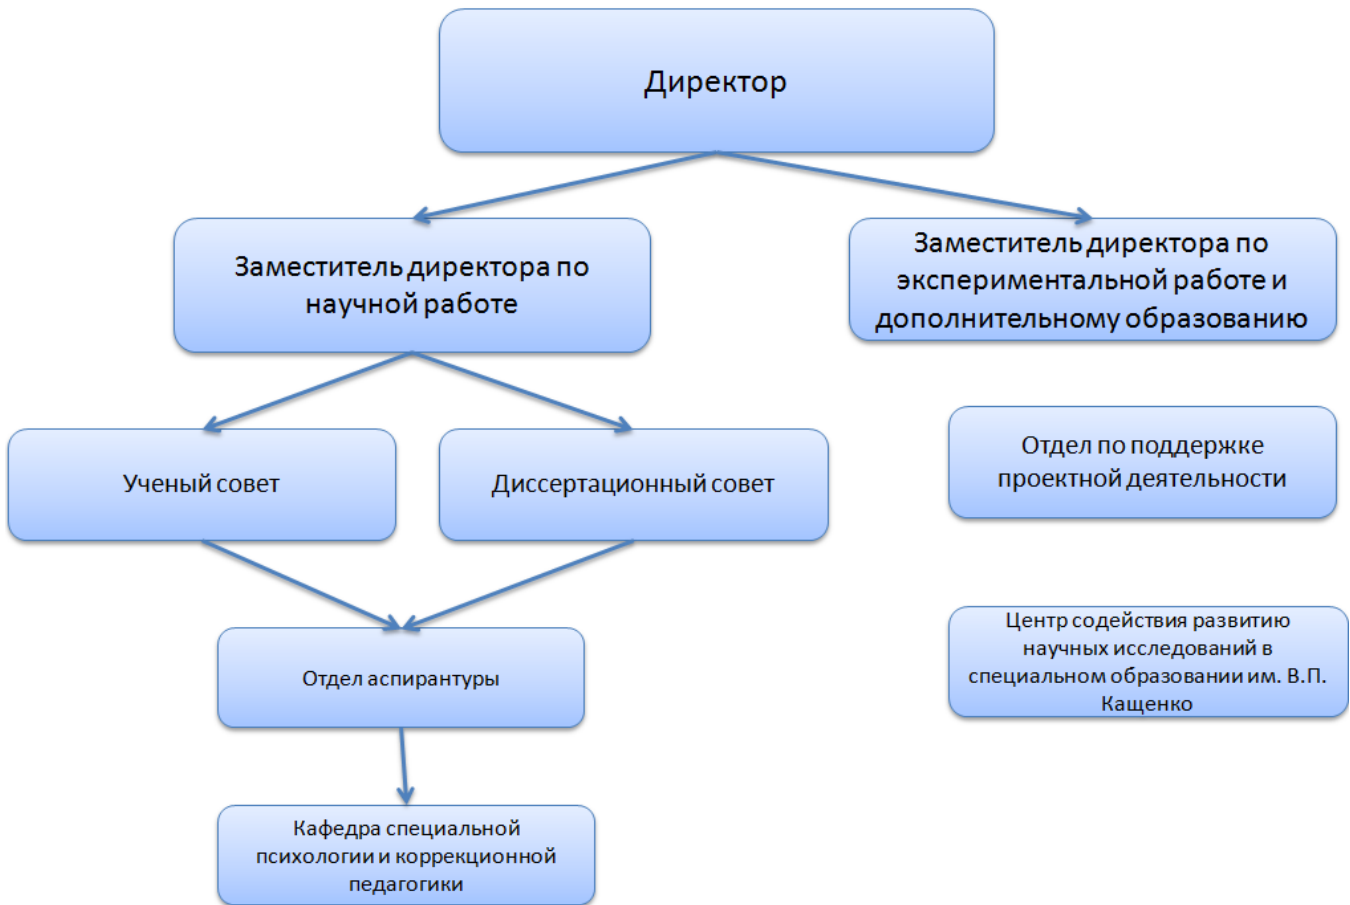 Директор
Заместитель директора по
научной работе
Заместитель директора по
экспериментальной работе и
дополнительному образованию
Ученый совет
Диссертационный совет
Отдел по поддержке
проектной деятельности
Отдел аспирантуры
Центр содействия развитию
научных исследований в
специальном образовании им. В.П.
Кащенко
Кафедра специальной
психологии и коррекционной
педагогики